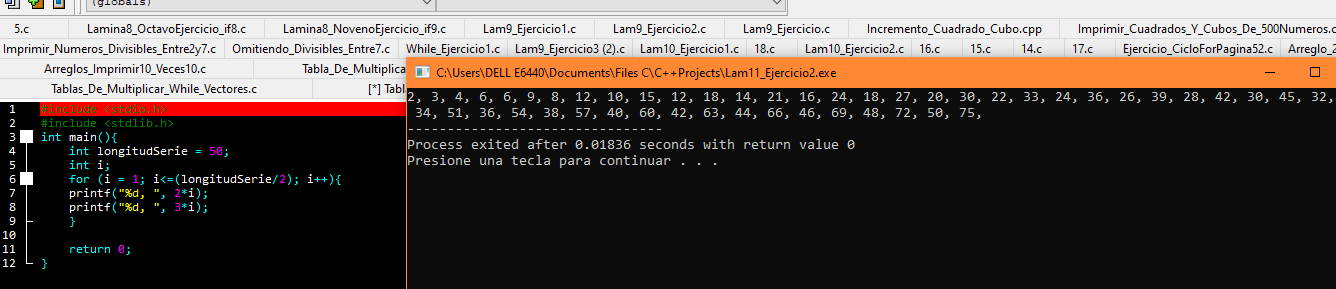 (globals)
5.c Lamina8_OctavoEjercicio_if8.c Lamina8_NovenoEjercicio_if9.c Lam9_Ejercicio1.c Lam9_Ejercicio2.c Lam9_Ejercicio.c Incremento_Cuadrado_Cubo.cpp Imprimir_Cuadrados_Y_Cubos_De_500Numeros.c
Imprimir_Numeros_Divisibles_Entre2y7.c Omitiendo_Divisibles_Entre7.c While_Ejercicio1.c Lam9_Ejercicio3 (2).c Lam10_Ejercicio1.c 18.c Lam10_Ejercicio2.c 16.c 15.c 14.c 17.c Ejercicio_CicloForPagina52.c Arreglo_2
Arreglos_Imprimir10_Veces10.c Tabla_De_Multiplica
Tablas_De_Multiplicar_While_Vectores.c [*] Tabl
1 #include <stdio.h>
2 #include <stdlib.h>
3 int main(){
4 int longitudSerie = 50;
5 int i;
6 for (i = 1; i<=(longitudSerie/2); i++){
7 printf("%d, ", 2*i);
8 printf("%d, ", 3*i);
9 }
10
11 return 0;
12 }
C:\Users\DELL E6440\Documents\Files C\C++Projects\Lam11_Ejercicio2.exe
2, 3, 4, 6, 6, 9, 8, 12, 10, 15, 12, 18, 14, 21, 16, 24, 18, 27, 20, 30, 22, 33, 24, 36, 26, 39, 28, 42, 30, 45, 32,
34, 51, 36, 54, 38, 57, 40, 60, 42, 63, 44, 66, 46, 69, 48, 72, 50, 75,
--------------------------------
Process exited after 0.01836 seconds with return value 0
Presione una tecla para continuar . . .